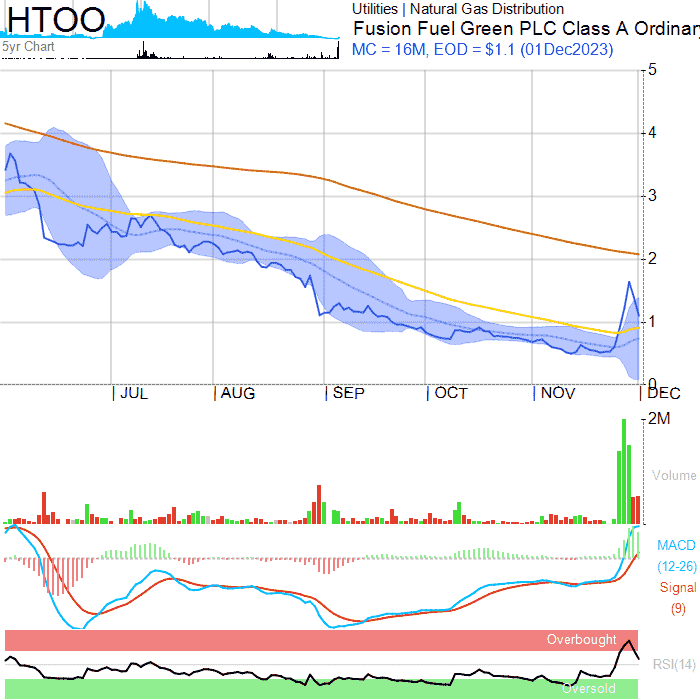 HTOO
Utilities | Natural Gas Distribution
5yr Chart
Fusion Fuel Green PLC Class A Ordinary
MC = 16M, EOD = $1.1 (01Dec2023)
5
4
3
2
1
0
JUL AUG SEP OCT NOV DEC
2M
Volume
MACD
(12-26)
Signal
(9)
Overbought
RSI(14)
Oversold